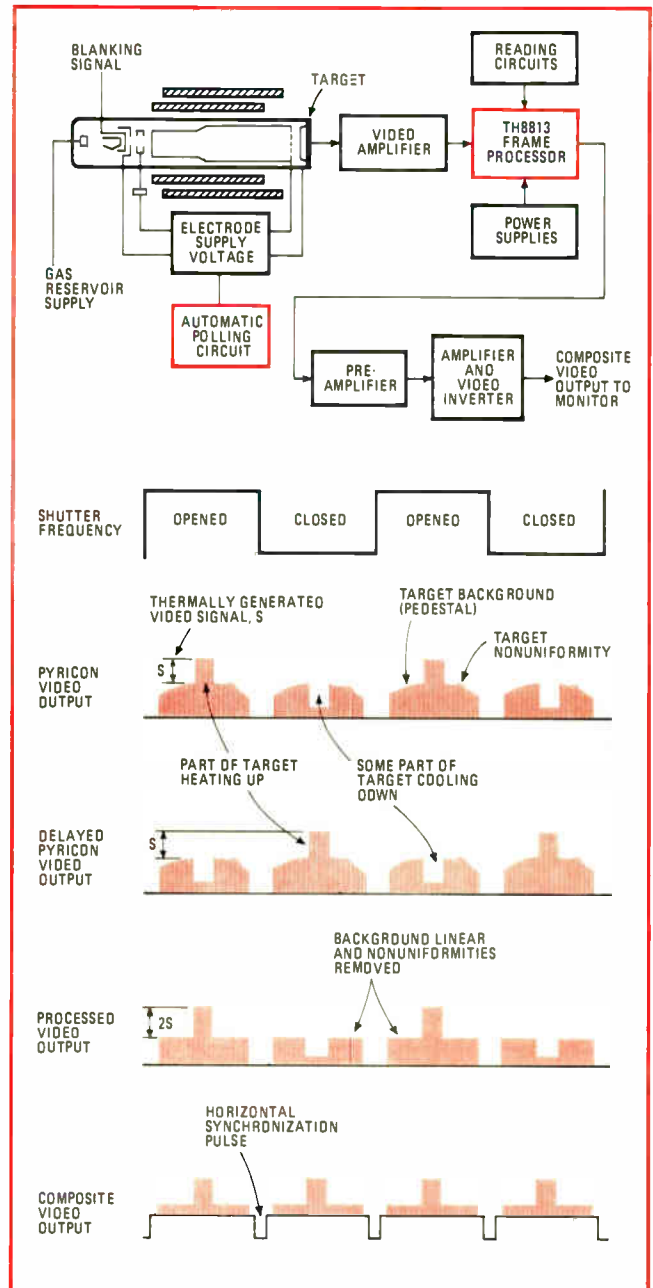 BLANKING
SIGNAL
TARGET
VIDEO
AMPLIFIER
READING
CIRCUITS
TH8813
FRAME
PROCESSOR
POWER
SUPPLIES
ELECTRODE
SUPPLY
VOLTAGE
GAS
RESERVOIR
SUPPLY
AUTOMATIC
POLLING
CIRCUIT
PRE-
AMPLIFIER
AMPLIFIER
AND
VIDEO
INVERTER
COMPOSITE
VIDEO
OUTPUT TO
MONITOR
SHUTTER
FREQUENCY
OPENED
CLOSED
OPENED
CLOSED
THERMALLY GENERATED
VIDEO SIGNAL, S
TARGET BACKGROUND
(PEDESTAL)
TARGET
NONUNIFORMITY
PYRICON
VIDEO
OUTPUT
S
PART OF TARGET
HEATING UP
SOME PART OF
TARGET COOLING
DOWN
DELAYED
PYRICON
VIDEO
OUTPUT
S
BACKGROUND LINEAR
AND NONUNIFORMITIES
REMOVED
PROCESSED
VIDEO
OUTPUT
2S
HORIZONTAL
SYNCHRONIZATION
PULSE
COMPOSITE
VIDEO
OUTPUT